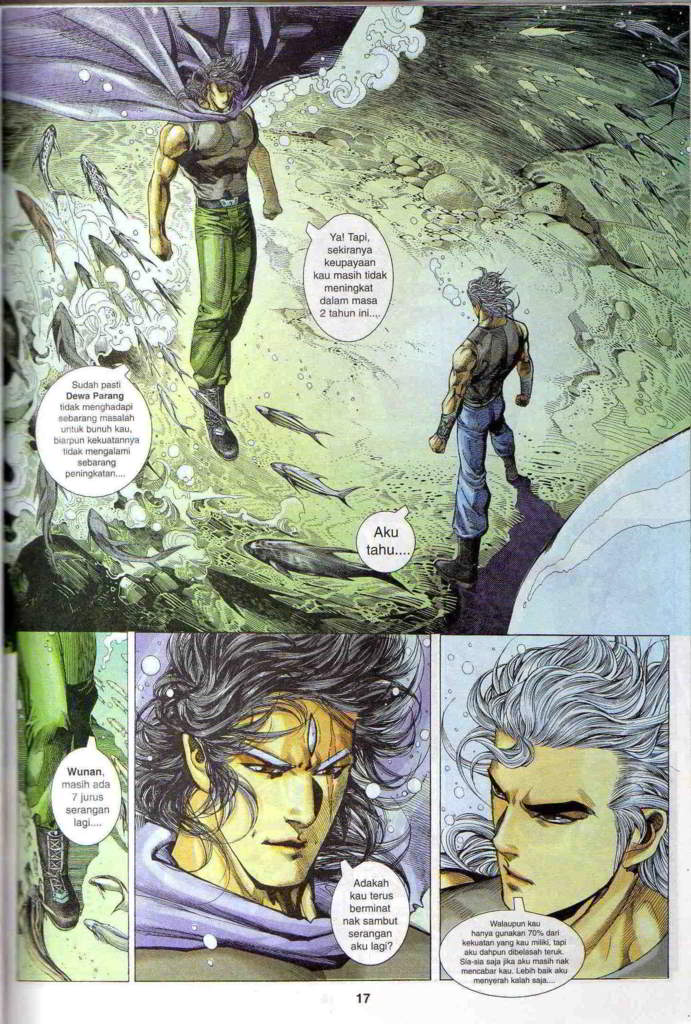 Ya! Tapi,
sekiranya
keupayaan
kau masih tidak
meningkat
dalam masa
2 tahun ini....
Sudah pasti
Dewa Parang
tidak menghadapi
sebarang masalah
untuk bunuh kau,
biarpun kekuatannya
tidak mengalami
sebarang
peningkatan....
Aku
tahu....
Wunan,
masih ada
7 jurus
serangan
lagi....
Adakah
kau terus
berminat
nak sambut
serangan
aku lagi?
Walaupun kau
hanya gunakan 70% dari
kekuatan yang kau miliki, tapi
aku dahpun dibelasah teruk.
Sia-sia saja jika aku masih nak
mencabar kau. Lebih baik aku
menyerah kalah saja....
17